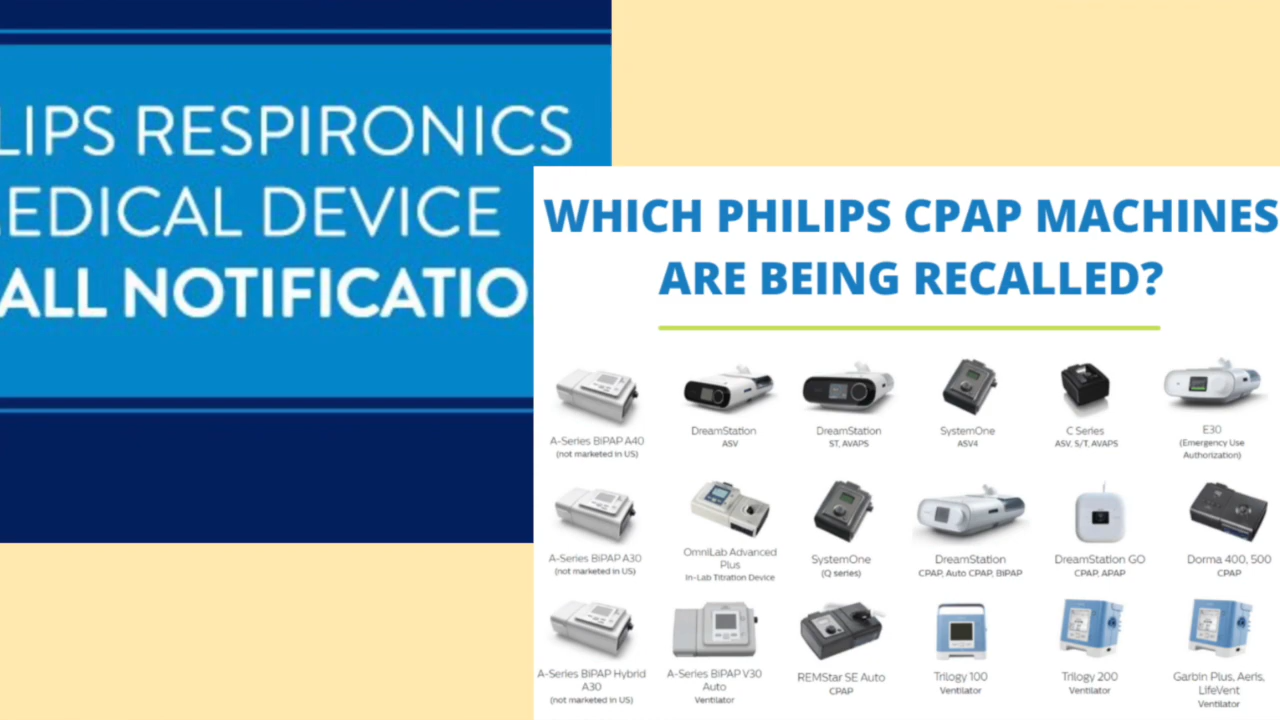 LIPS RESPIRONICS
EDICAL DEVICE
ALL NOTIFICATIO
WHICH PHILIPS CPAP MACHINES
ARE BEING RECALLED?
A-Series BiPAP A40
(not marketed in US)
DreamStation
ASV
DreamStation
ST, AVAPS
SystemOne
ASV4
C Series
ASV, S/T, AVAPS
E30
(Emergency Use
Authorization)
A-Series BiPAP A30
(not marketed in US)
OmniLab Advanced
Plus
In-Lab Titration Device
SystemOne
(Q series)
DreamStation
CPAP, Auto CPAP, BiPAP
DreamStation GO
CPAP, APAP
Dorma 400, 500
CPAP
A-Series BiPAP Hybrid
A30
(not marketed in US)
A-Series BiPAP V30
Auto
Ventilator
REMStar SE Auto
CPAP
Trilogy 100
Ventilator
Trilogy 200
Ventilator
Garbin Plus, Aeris,
LifeVent
Ventilator